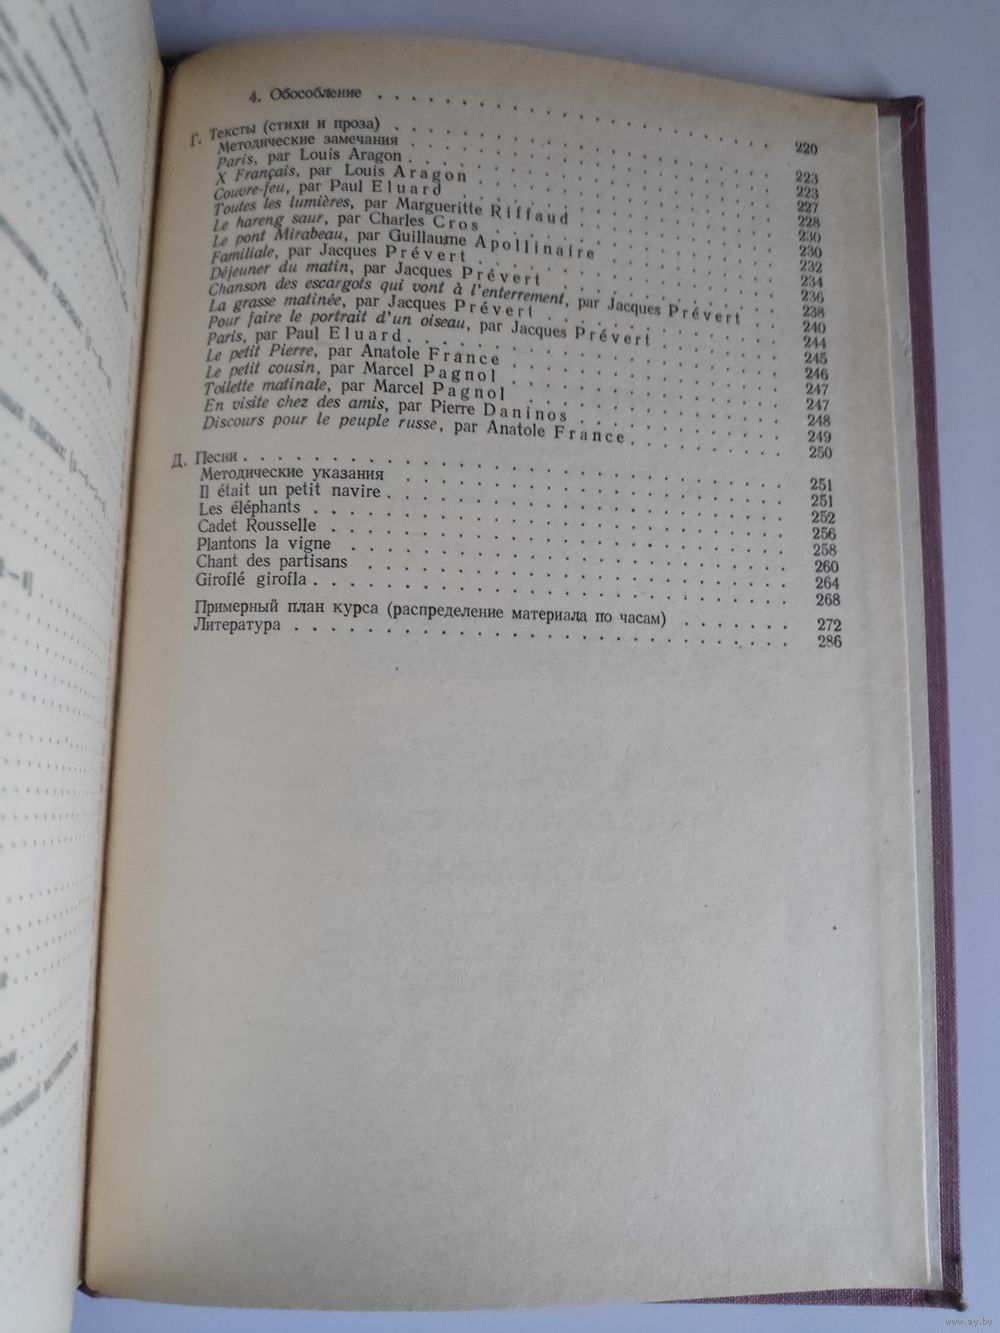 4. Обособление . . . 220
Г. Тексты (стихи и проза) . . . 223
Методические замечания . . . 223
Paris, par Louis Aragon . . . 227
X Français, par Louis Aragon . . . 228
Couvre-feu, par Paul Eluard . . . 230
Toutes les lumières, par Margueritte Riffaud . . . 230
Le hareng saur, par Charles Cros . . . 232
Le pont Mirabeau, par Guillaume Apollinaire . . . 234
Familiale, par Jacques Prévert . . . 236
Déjeuner du matin, par Jacques Prévert . . . 238
Chanson des escargots qui vont à l'enterrement, par Jacques Prévert . . . 240
La grasse matinée, par Jacques Prévert . . . 244
Pour faire le portrait d'un oiseau, par Jacques Prévert . . . 245
Paris, par Paul Eluard . . . 246
Le petit Pierre, par Anatole France . . . 247
Le petit cousin, par Marcel Pagnol . . . 247
Toilette matinale, par Marcel Pagnol . . . 248
En visite chez des amis, par Pierre Daninos . . . 249
Discours pour le peuple russe, par Anatole France . . . 250
Д. Песни . . . 251
Методические указания . . . 251
Il était un petit navire . . . 252
Les éléphants . . . 256
Cadet Rousselle . . . 258
Plantons la vigne . . . 260
Chant des partisans . . . 264
Giroflé girofla . . . 268
Примерный план курса (распределение материала по часам) . . . 272
Литература . . . 286
www.ay.by